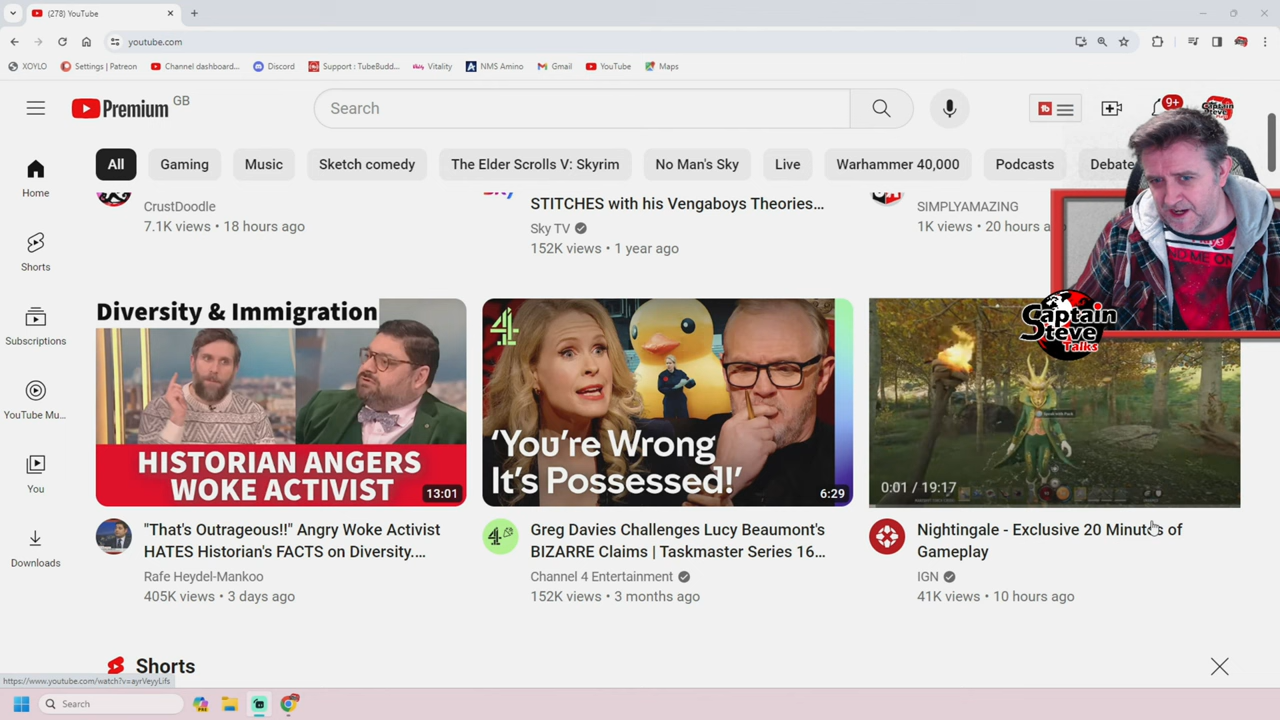 (278) YouTube
youtube.com
XOYLO
Settings | Patreon
Channel dashboard...
Discord
Support : TubeBudd...
Vitality
NMS Amino
Gmail
YouTube
Maps
Premium GB
Search
9+
Captain
Steve
All
Gaming
Music
Sketch comedy
The Elder Scrolls V: Skyrim
No Man's Sky
Live
Warhammer 40,000
Podcasts
Debate
Home
Shorts
Subscriptions
YouTube Mu...
You
Downloads
CrustDoodle
7.1K views • 18 hours ago
sky
STITCHES with his Vengaboys Theories...
Sky TV
152K views • 1 year ago
SIMPLYAMAZING
1K views • 20 hours a
Captain
Steve
Talks
Diversity & Immigration
HISTORIAN ANGERS
WOKE ACTIVIST
13:01
"That's Outrageous!!" Angry Woke Activist
HATES Historian's FACTS on Diversity....
Rafe Heydel-Mankoo
405K views • 3 days ago
4
'You're Wrong
It's Possessed!'
6:29
Greg Davies Challenges Lucy Beaumont's
BIZARRE Claims | Taskmaster Series 16...
Channel 4 Entertainment
152K views • 3 months ago
0:01 / 19:17
Nightingale - Exclusive 20 Minutes of
Gameplay
IGN
41K views • 10 hours ago
Shorts
https://www.youtube.com/watch?v=ayrVeyyLifs
Search